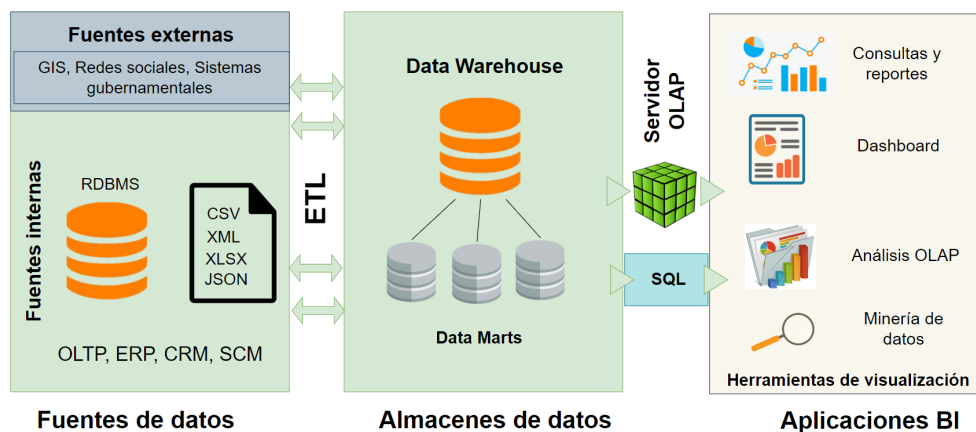 Fuentes externas
GIS, Redes sociales, Sistemas
gubernamentales
Fuentes internas
RDBMS
CSV
XML
XLSX
JSON
OLTP, ERP, CRM, SCM
Fuentes de datos
ETL
Data Warehouse
Data Marts
Almacenes de datos
Servidor
OLAP
SQL
Consultas y
reportes
Dashboard
Análisis OLAP
Minería de
datos
Herramientas de visualización
Aplicaciones BI